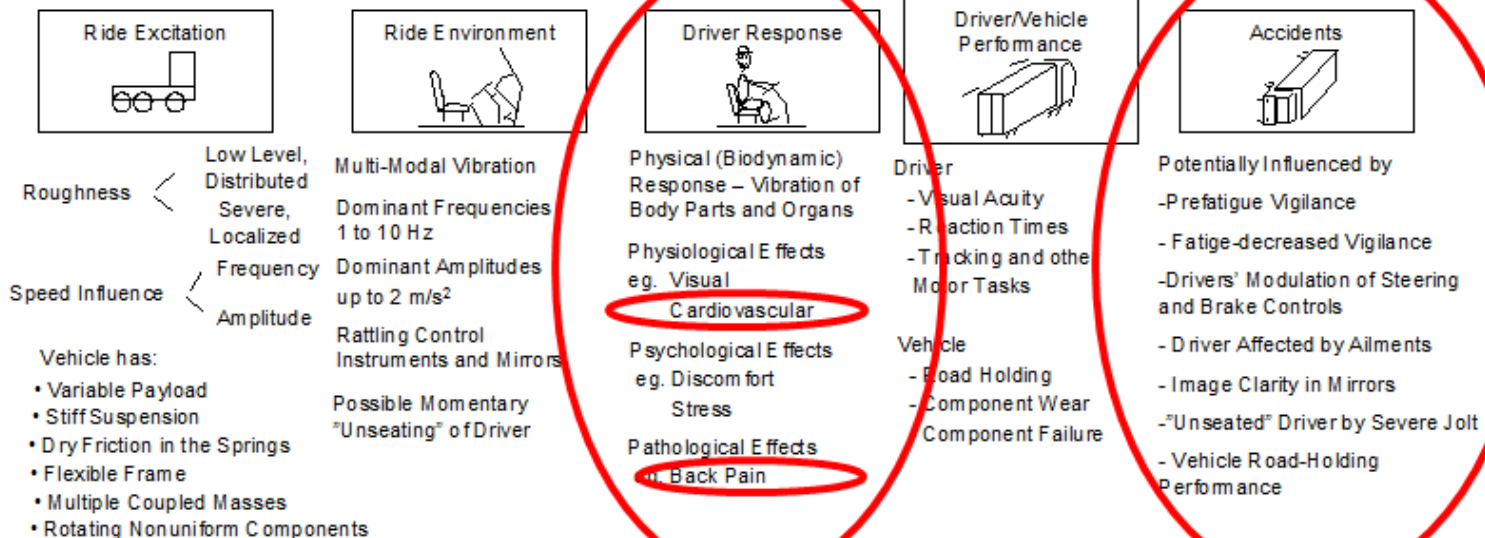 Ride Excitation
Roughness
Low Level,
Distributed
Severe,
Localized
Speed Influence
Frequency
Amplitude
Vehicle has:
• Variable Payload
• Stiff Suspension
• Dry Friction in the Springs
• Flexible Frame
• Multiple Coupled Masses
• Rotating Nonuniform Components
Ride Environment
Multi-Modal Vibration
Dominant Frequencies
1 to 10 Hz
Dominant Amplitudes
up to 2 m/s²
Rattling Control
Instruments and Mirrors
Possible Momentary
"Unseating" of Driver
Driver Response
Physical (Biodynamic)
Response – Vibration of
Body Parts and Organs
Physiological Effects
eg. Visual
Cardiovascular
Psychological Effects
eg. Discomfort
Stress
Pathological Effects
Back Pain
Driver/Vehicle
Performance
Driver
- Visual Acuity
- Reaction Times
- Tracking and other
Motor Tasks
Vehicle
- Road Holding
- Component Wear
Component Failure
Accidents
Potentially Influenced by
-Prefatigue Vigilance
- Fatige-decreased Vigilance
-Drivers' Modulation of Steering
and Brake Controls
- Driver Affected by Ailments
- Image Clarity in Mirrors
-"Unseated" Driver by Severe Jolt
- Vehicle Road-Holding
Performance